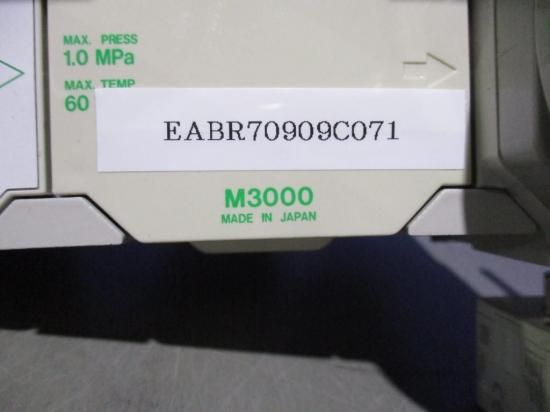 MAX. PRESS
1.0 MPa
MAX. TEMP
60
EABR70909C071
M3000
MADE IN JAPAN